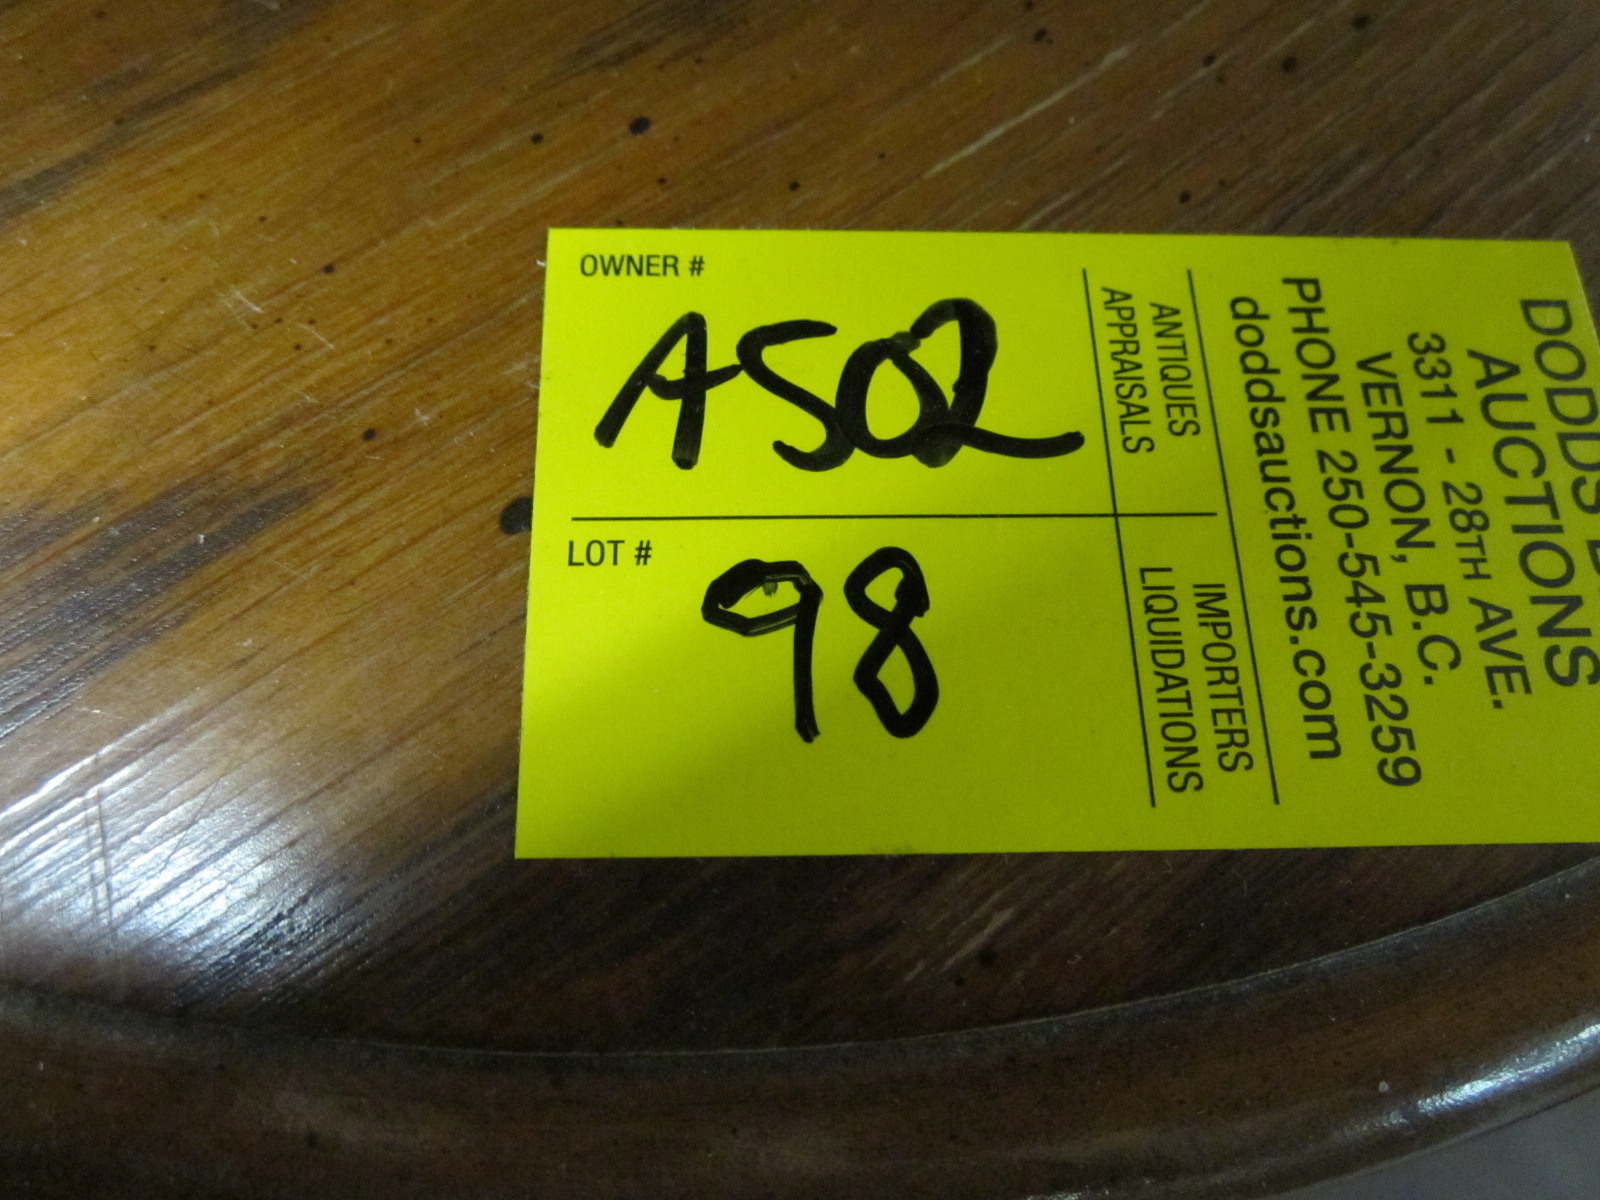 OWNER #
A502
LOT #
98
ANTIQUES
APPRAISALS
IMPORTERS
LIQUIDATIONS
DODDS
AUCTIONS
3311 - 28TH AVE.
VERNON, B.C.
PHONE 250-545-3259
doddsauctions.com